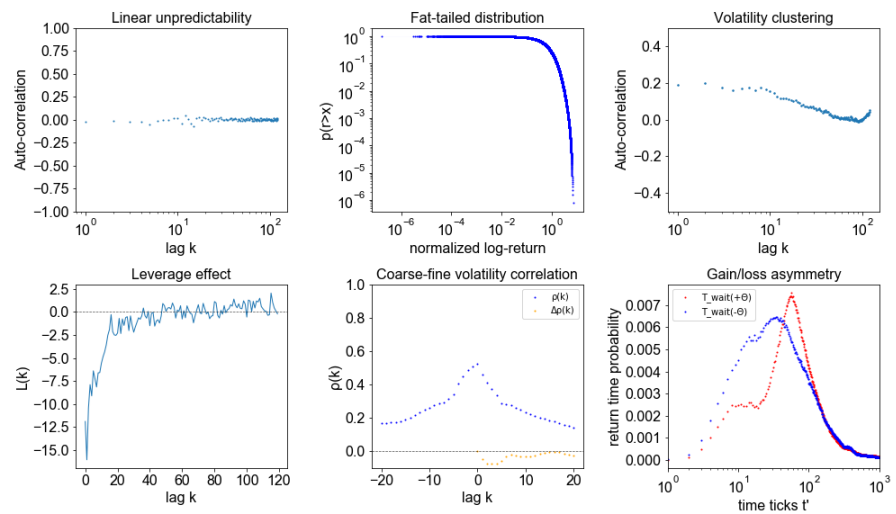 Linear unpredictability
Auto-correlation
1.00
0.75
0.50
0.25
0.00
−0.25
−0.50
−0.75
−1.00
10^0
10^1
10^2
lag k
Fat-tailed distribution
p(r>x)
10^0
10^-1
10^-2
10^-3
10^-4
10^-5
10^-6
10^-6
10^-4
10^-2
10^0
normalized log-return
Volatility clustering
Auto-correlation
0.4
0.2
0.0
−0.2
−0.4
10^0
10^1
10^2
lag k
Leverage effect
L(k)
2.5
0.0
−2.5
−5.0
−7.5
−10.0
−12.5
−15.0
0 20 40 60 80 100 120
lag k
Coarse-fine volatility correlation
ρ(k)
1.0
0.8
0.6
0.4
0.2
0.0
ρ(k)
Δρ(k)
−20 −10 0 10 20
lag k
Gain/loss asymmetry
return time probability
0.007
0.006
0.005
0.004
0.003
0.002
0.001
0.000
T_wait(+Θ)
T_wait(-Θ)
10^0
10^1
10^2
10^3
time ticks t'